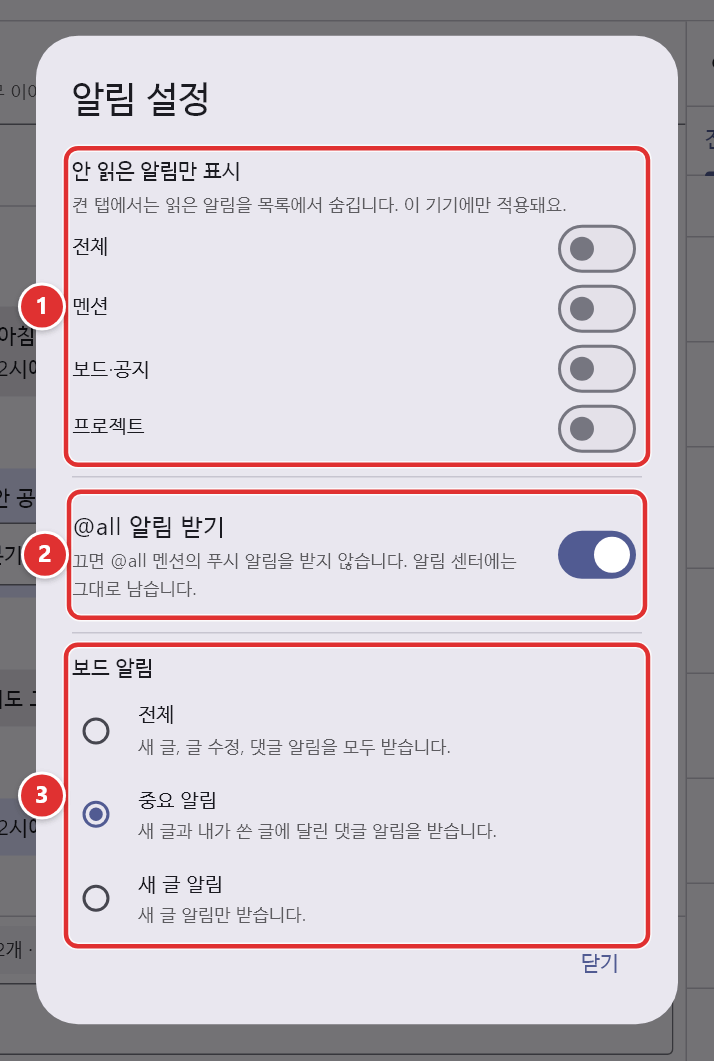 알림 설정
안 읽은 알림만 표시
켠 탭에서는 읽은 알림을 목록에서 숨깁니다. 이 기기에만 적용돼요.
전체
1
멘션
보드·공지
프로젝트
@all 알림 받기
2
끄면 @all 멘션의 푸시 알림을 받지 않습니다. 알림 센터에는
그대로 남습니다.
보드 알림
전체
새 글, 글 수정, 댓글 알림을 모두 받습니다.
3
중요 알림
새 글과 내가 쓴 글에 달린 댓글 알림을 받습니다.
새 글 알림
새 글 알림만 받습니다.
닫기
아침
2개 ·